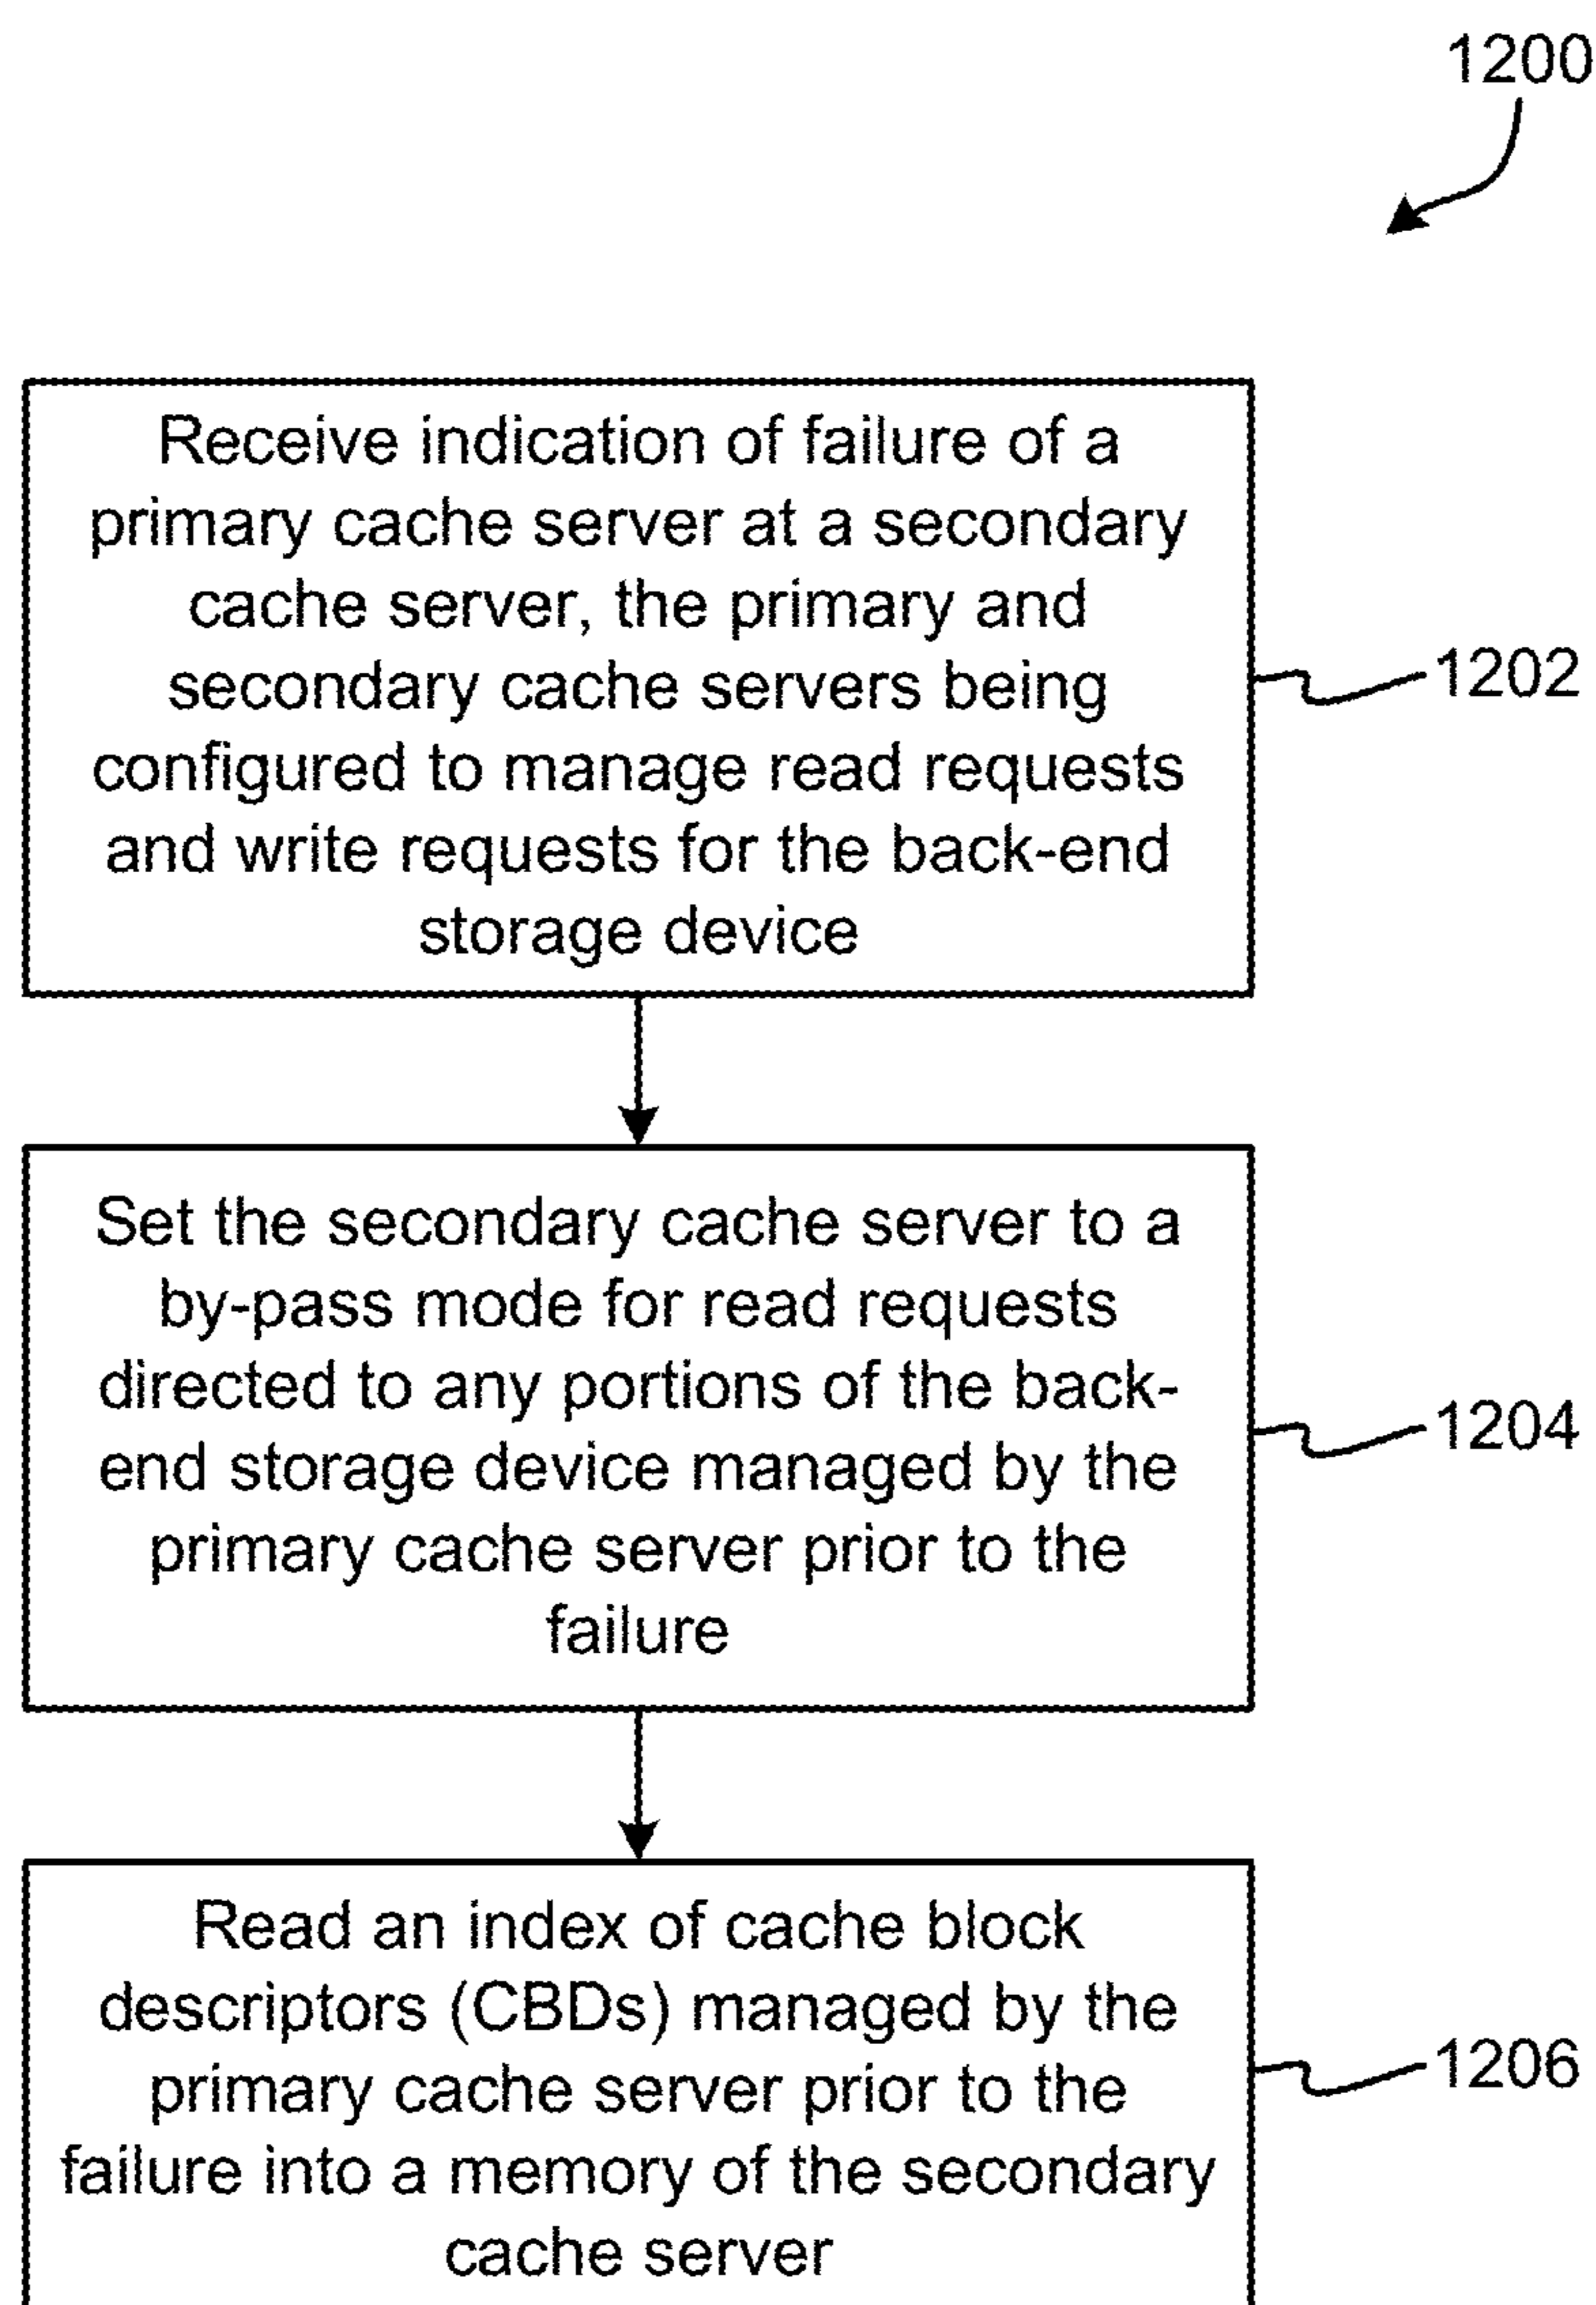 1200
Receive indication of failure of a
primary cache server at a secondary
cache server, the primary and
secondary cache servers being
configured to manage read requests
and write requests for the back-end
storage device
1202
Set the secondary cache server to a
by-pass mode for read requests
directed to any portions of the back-
end storage device managed by the
primary cache server prior to the
failure
1204
Read an index of cache block
descriptors (CBDs) managed by the
primary cache server prior to the
failure into a memory of the secondary
cache server
1206